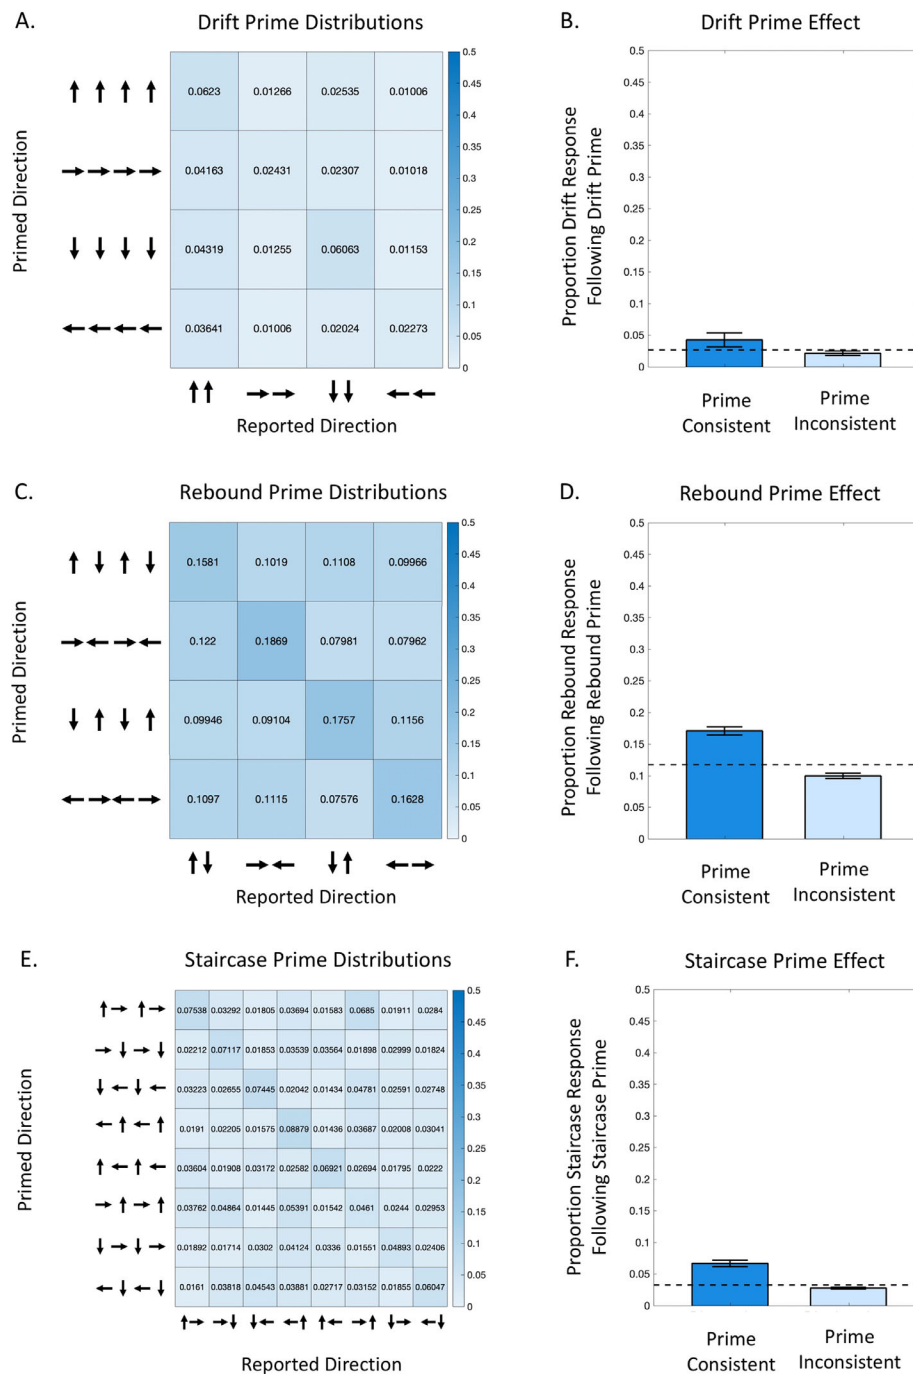 A.
Drift Prime Distributions
Primed Direction
0.0623 0.01266 0.02535 0.01006
0.04163 0.02431 0.02307 0.01018
0.04319 0.01255 0.06063 0.01153
0.03641 0.01006 0.02024 0.02273
0.5
0.45
0.4
0.35
0.3
0.25
0.2
0.15
0.1
0.05
0
Reported Direction
B.
Drift Prime Effect
Proportion Drift Response
Following Drift Prime
0.5
0.45
0.4
0.35
0.3
0.25
0.2
0.15
0.1
0.05
0
Prime Consistent
Prime Inconsistent
C.
Rebound Prime Distributions
Primed Direction
0.1581 0.1019 0.1108 0.09966
0.122 0.1869 0.07981 0.07962
0.09946 0.09104 0.1757 0.1156
0.1097 0.1115 0.07576 0.1628
0.5
0.45
0.4
0.35
0.3
0.25
0.2
0.15
0.1
0.05
0
Reported Direction
D.
Rebound Prime Effect
Proportion Rebound Response
Following Rebound Prime
0.5
0.45
0.4
0.35
0.3
0.25
0.2
0.15
0.1
0.05
0
Prime Consistent
Prime Inconsistent
E.
Staircase Prime Distributions
Primed Direction
0.07538 0.03292 0.01805 0.03694 0.01583 0.0685 0.01911 0.0284
0.02212 0.07117 0.01853 0.03539 0.03564 0.01898 0.02999 0.01824
0.03223 0.02655 0.07445 0.02042 0.01434 0.04781 0.02591 0.02748
0.0191 0.02205 0.01575 0.08879 0.01436 0.03687 0.02008 0.03041
0.03604 0.01908 0.03172 0.02582 0.06921 0.02694 0.01795 0.0222
0.03762 0.04864 0.01445 0.05391 0.01542 0.0461 0.0244 0.02953
0.01892 0.01714 0.0302 0.04124 0.0336 0.01551 0.04893 0.02406
0.0161 0.03818 0.04543 0.03881 0.02717 0.03152 0.01855 0.06047
0.5
0.45
0.4
0.35
0.3
0.25
0.2
0.15
0.1
0.05
0
Reported Direction
F.
Staircase Prime Effect
Proportion Staircase Response
Following Staircase Prime
0.5
0.45
0.4
0.35
0.3
0.25
0.2
0.15
0.1
0.05
0
Prime Consistent
Prime Inconsistent